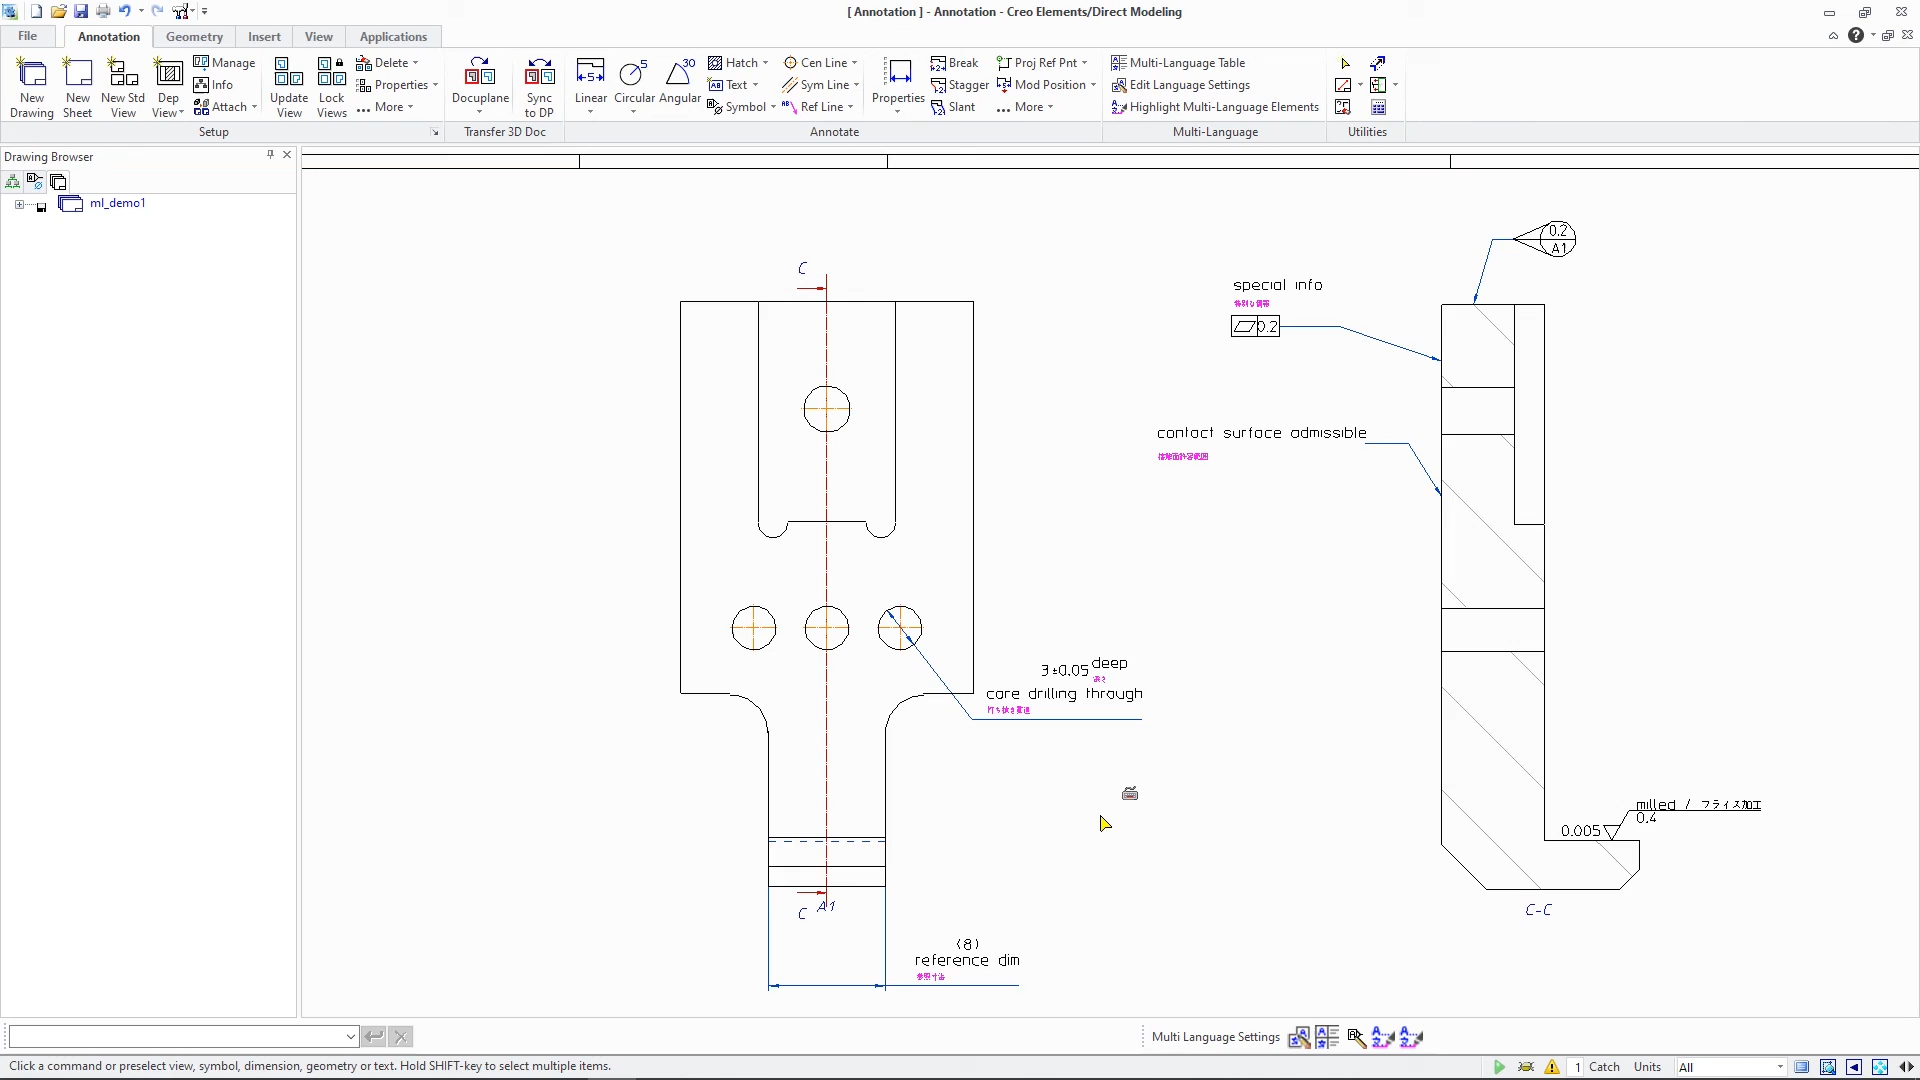 [ Annotation ] - Annotation - Creo Elements/Direct Modeling
File Annotation Geometry Insert View Applications
New Drawing
New Sheet
New Std View
Dep View
Manage
Info
Attach
Update View
Lock Views
Delete
Properties
... More
Setup
Docuplane
Sync to DP
Transfer 3D Doc
Linear
Circular
Angular
Hatch
Text
Symbol
Cen Line
Sym Line
Ref Line
Properties
Break
Stagger
Slant
Proj Ref Pnt
Mod Position
... More
Annotate
Multi-Language Table
Edit Language Settings
Highlight Multi-Language Elements
Multi-Language
Utilities
Drawing Browser
ml_demo1
C
0.2
A1
special info
0.2
contact surface admissible
3±0.05 deep
深さ
core drilling through
milled / フライス加工
0.4
0.005
C A1
C-C
(8)
reference dim
参照寸法
Multi Language Settings
Click a command or preselect view, symbol, dimension, geometry or text. Hold SHIFT-key to select multiple items.
1 Catch Units All